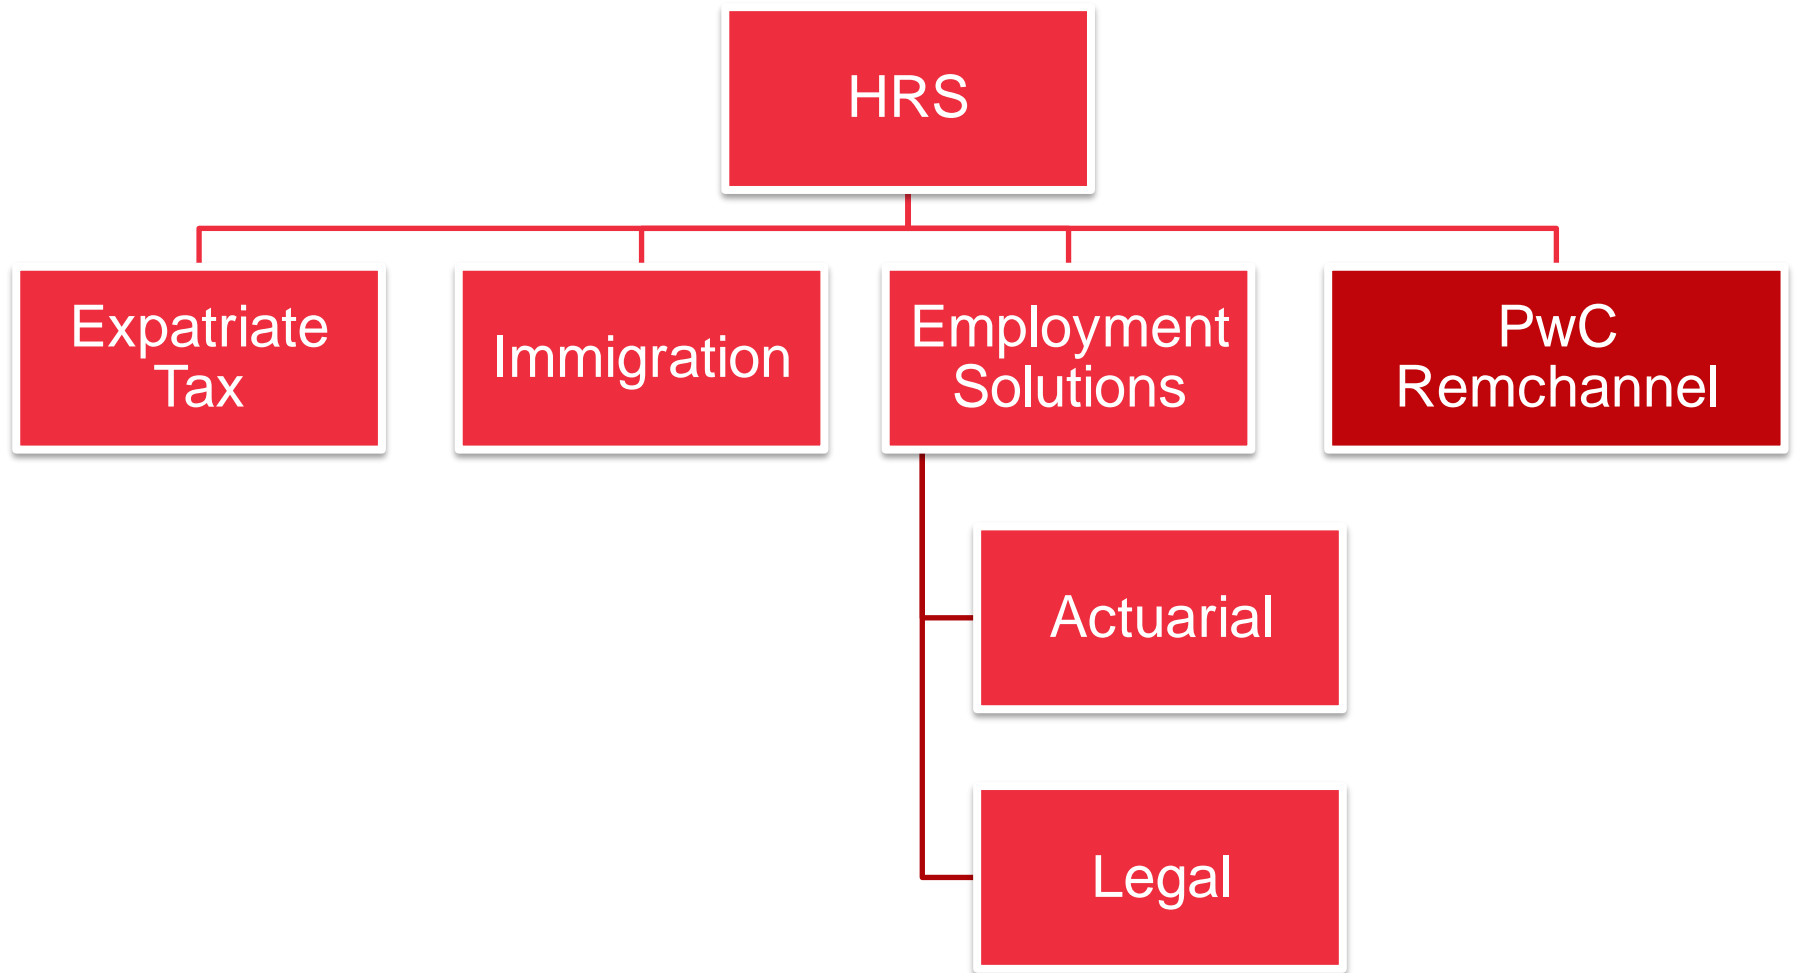 HRS
Expatriate
Tax
Immigration
Employment
Solutions
PwC
Remchannel
Actuarial
Legal